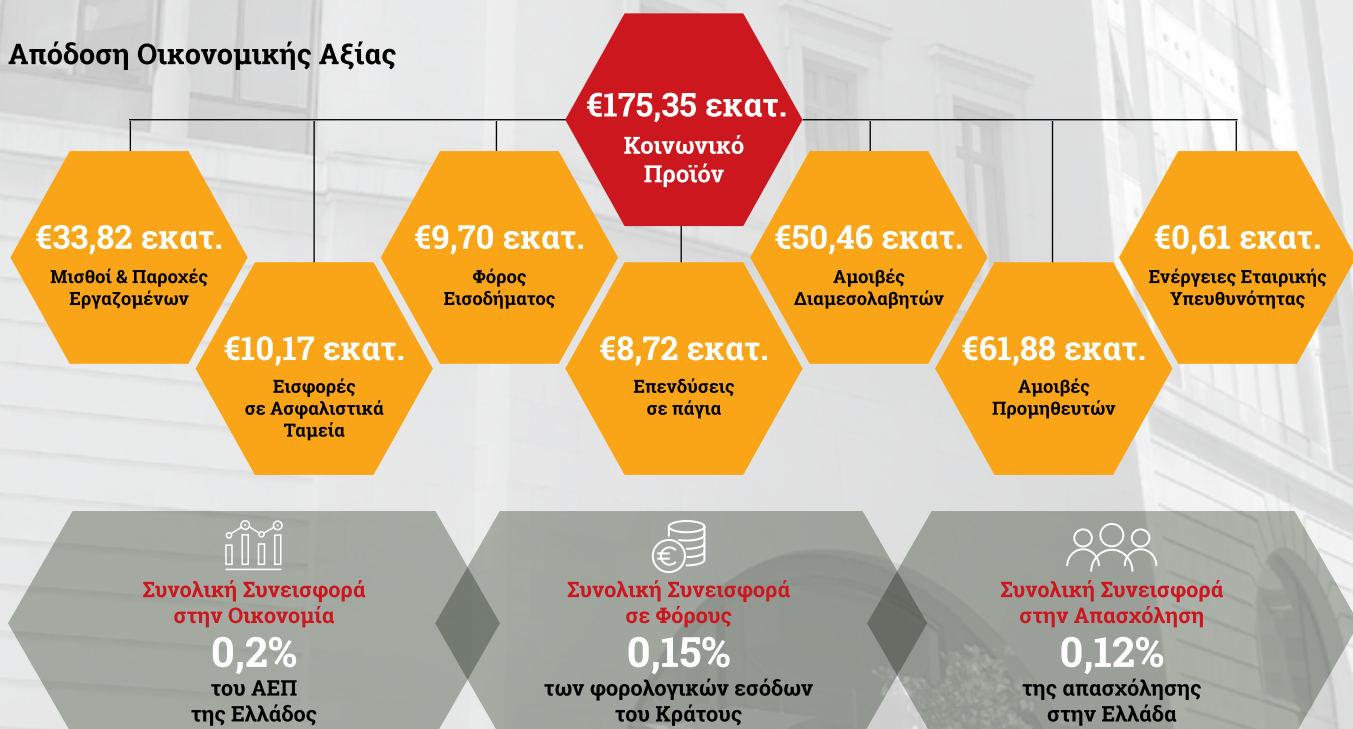 Απόδοση Οικονομικής Αξίας
€175,35 εκατ.
Κοινωνικό
Προϊόν
€33,82 εκατ.
Μισθοί & Παροχές
Εργαζομένων
€10,17 εκατ.
Εισφορές
σε Ασφαλιστικά
Ταμεία
€9,70 εκατ.
Φόρος
Εισοδήματος
€8,72 εκατ.
Επενδύσεις
σε πάγια
€50,46 εκατ.
Αμοιβές
Διαμεσολαβητών
€61,88 εκατ.
Αμοιβές
Προμηθευτών
€0,61 εκατ.
Ενέργειες Εταιρικής
Υπευθυνότητας
Συνολική Συνεισφορά
στην Οικονομία
0,2%
του ΑΕΠ
της Ελλάδος
Συνολική Συνεισφορά
σε Φόρους
0,15%
των φορολογικών εσόδων
του Κράτους
Συνολική Συνεισφορά
στην Απασχόληση
0,12%
της απασχόλησης
στην Ελλάδα